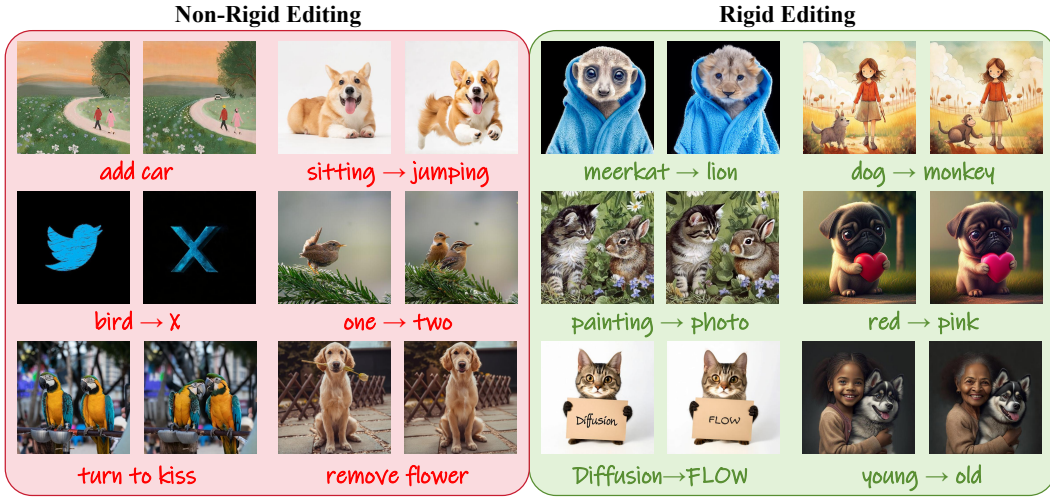 Non-Rigid Editing
Rigid Editing
add car
sitting → jumping
meerkat → lion
dog → monkey
bird → X
one → two
painting → photo
red → pink
Diffusion
FLOW
turn to kiss
remove flower
Diffusion→FLOW
young → old